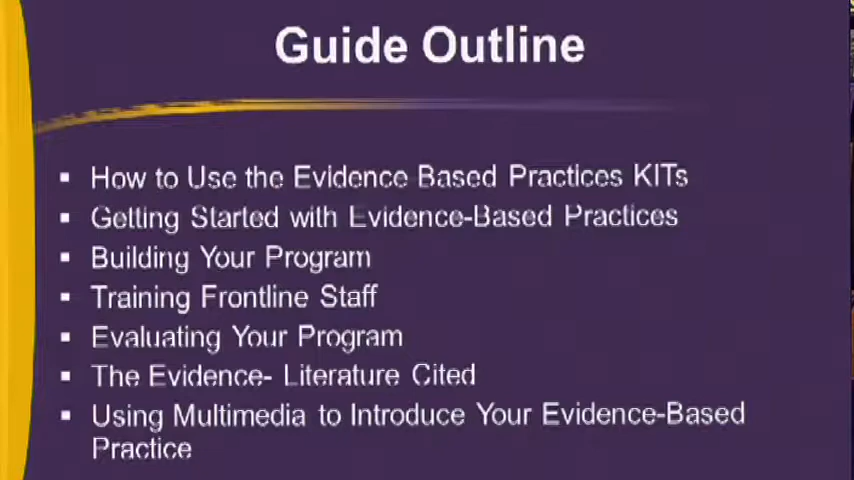 Guide Outline
▪ How to Use the Evidence Based Practices KITs
▪ Getting Started with Evidence-Based Practices
▪ Building Your Program
▪ Training Frontline Staff
▪ Evaluating Your Program
▪ The Evidence- Literature Cited
▪ Using Multimedia to Introduce Your Evidence-Based
Practice